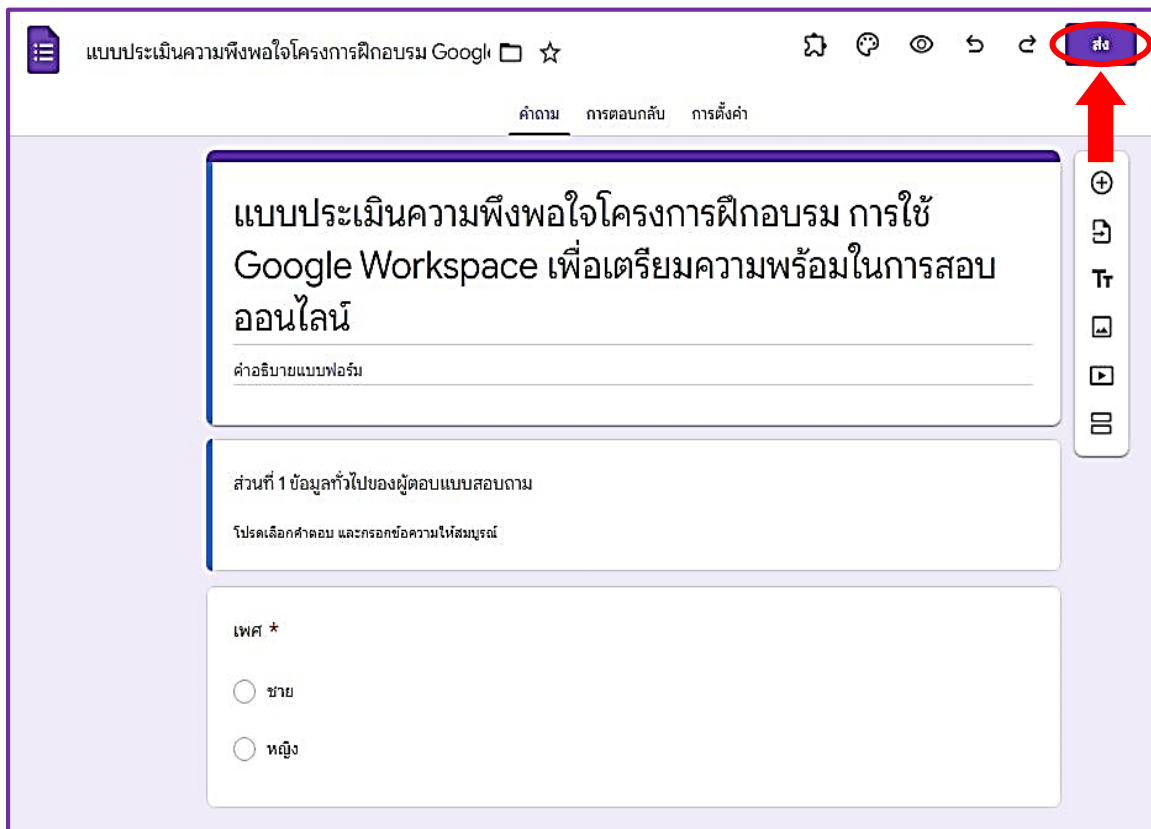 แบบประเมินความพึงพอใจโครงการฝึกอบรม Googl
ส่ง
คำถาม การตอบกลับ การตั้งค่า
แบบประเมินความพึงพอใจโครงการฝึกอบรม การใช้
Google Workspace เพื่อเตรียมความพร้อมในการสอบ
ออนไลน์
คำอธิบายแบบฟอร์ม
ส่วนที่ 1 ข้อมูลทั่วไปของผู้ตอบแบบสอบถาม
โปรดเลือกคำตอบ และกรอกข้อความให้สมบูรณ์
เพศ *
ชาย
หญิง